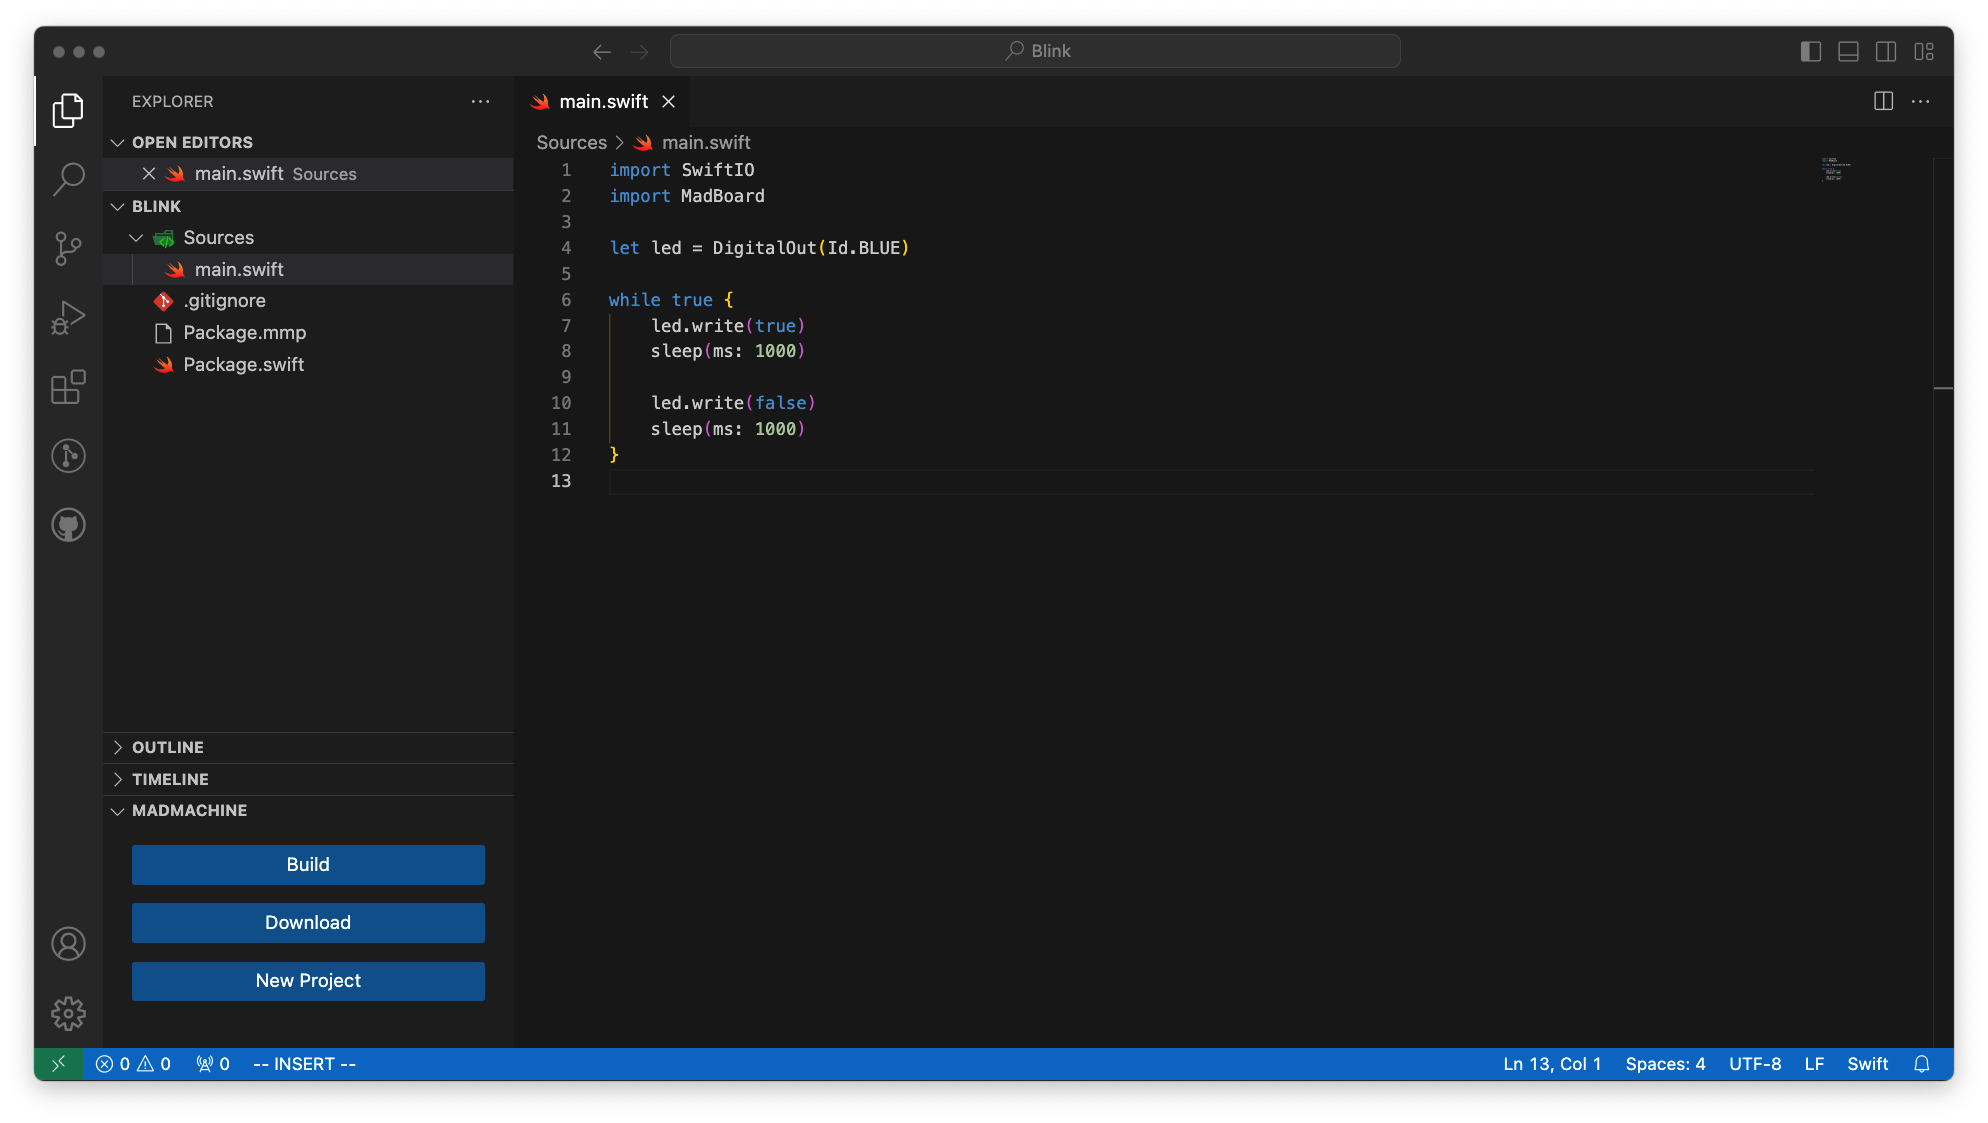 Blink
EXPLORER
OPEN EDITORS
main.swift Sources
BLINK
Sources
main.swift
.gitignore
Package.mmp
Package.swift
OUTLINE
TIMELINE
MADMACHINE
Build
Download
New Project
main.swift
Sources > main.swift
1 import SwiftIO
2 import MadBoard
3
4 let led = DigitalOut(Id.BLUE)
5
6 while true {
7     led.write(true)
8     sleep(ms: 1000)
9
10     led.write(false)
11     sleep(ms: 1000)
12 }
13
0 0 0 -- INSERT -- Ln 13, Col 1 Spaces: 4 UTF-8 LF Swift